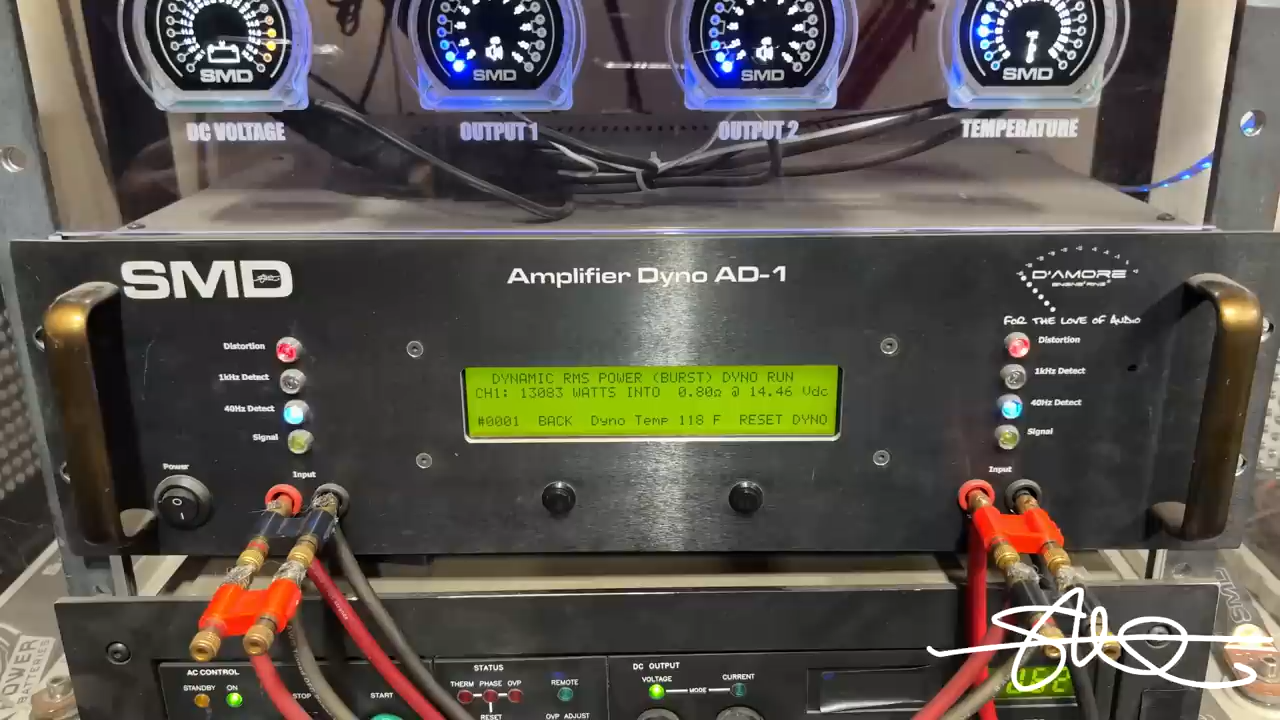 SMD
SMD
SMD
SMD
DC VOLTAGE
OUTPUT 1
OUTPUT 2
TEMPERATURE
SMD
Amplifier Dyno AD-1
D'AMORE
ENGINEERING
FOR THE LOVE OF AUDIO
Distortion
1kHz Detect
40Hz Detect
Signal
Power
Input
DYNAMIC RMS POWER (BURST) DYNO RUN
CH1: 13083 WATTS INTO 0.80Ω @ 14.46 Vdc
#0001 BACK Dyno Temp 118 F RESET DYNO
Distortion
1kHz Detect
40Hz Detect
Signal
Input
POWER
BATTERIES
AC CONTROL
STANDBY ON
STOP
START
STATUS
THERM PHASE OVP
RESET
REMOTE
OVP ADJUST
DC OUTPUT
VOLTAGE
MODE
CURRENT